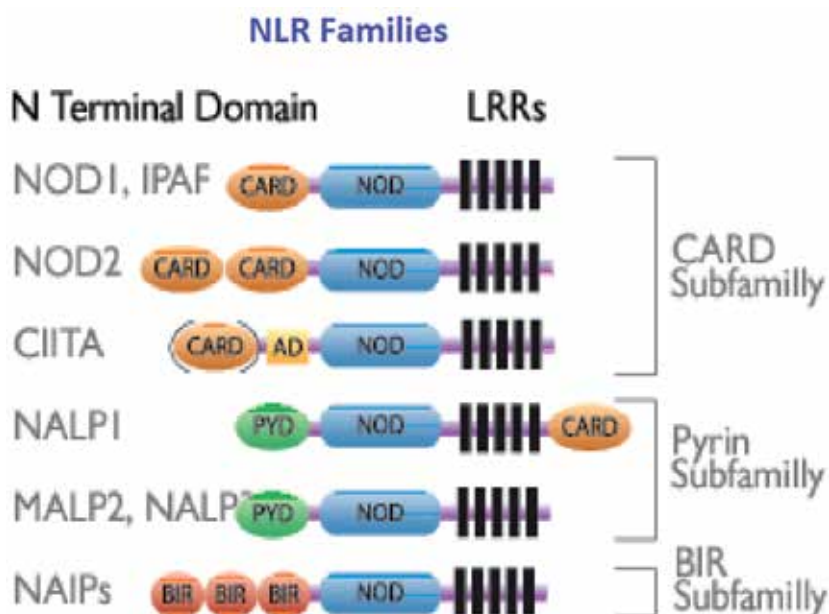 NLR Families
N Terminal Domain LRRs
NOD1, IPAF CARD NOD
NOD2 CARD CARD NOD
CARD
Subfamilly
CIITA (CARD) AD NOD
NALP1 PYD NOD CARD
Pyrin
Subfamilly
MALP2, NALP PYD NOD
NAIPs BIR BIR BIR NOD
BIR
Subfamilly